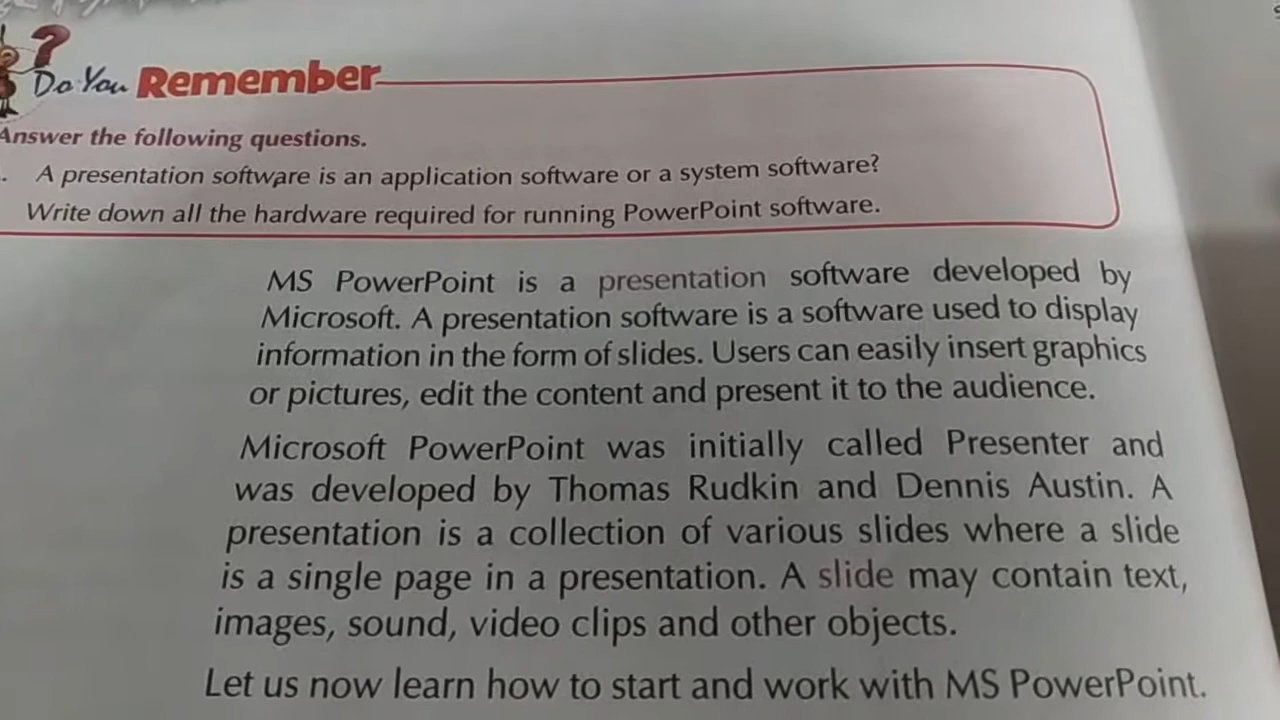 ?
Do You Remember
Answer the following questions.
. A presentation software is an application software or a system software?
Write down all the hardware required for running PowerPoint software.
MS PowerPoint is a presentation software developed by
Microsoft. A presentation software is a software used to display
information in the form of slides. Users can easily insert graphics
or pictures, edit the content and present it to the audience.
Microsoft PowerPoint was initially called Presenter and
was developed by Thomas Rudkin and Dennis Austin. A
presentation is a collection of various slides where a slide
is a single page in a presentation. A slide may contain text,
images, sound, video clips and other objects.
Let us now learn how to start and work with MS PowerPoint.